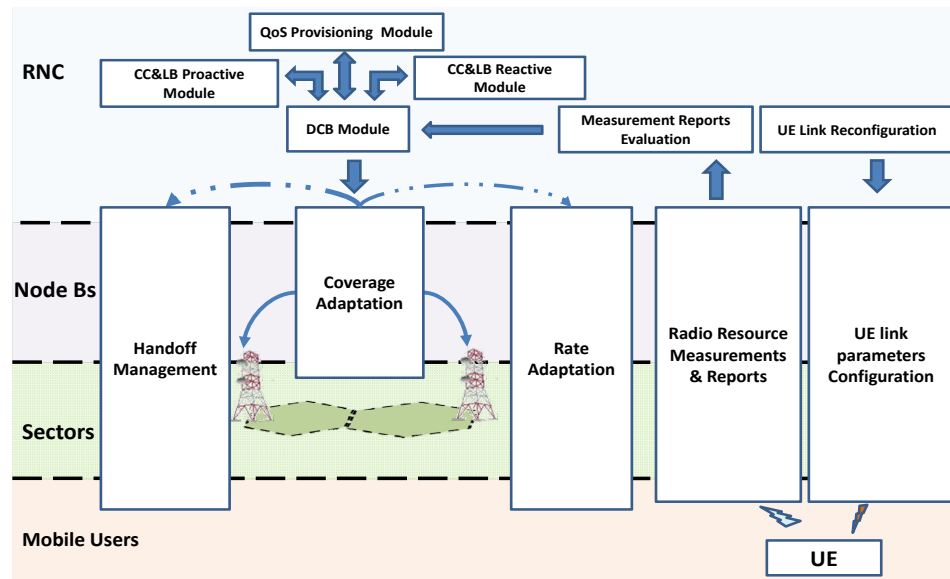 QoS Provisioning Module
RNC
CC&LB Proactive
Module
CC&LB Reactive
Module
DCB Module
Measurement Reports
Evaluation
UE Link Reconfiguration
Node Bs
Coverage
Adaptation
Handoff
Management
Rate
Adaptation
Radio Resource
Measurements
& Reports
UE link
parameters
Configuration
Sectors
Mobile Users
UE